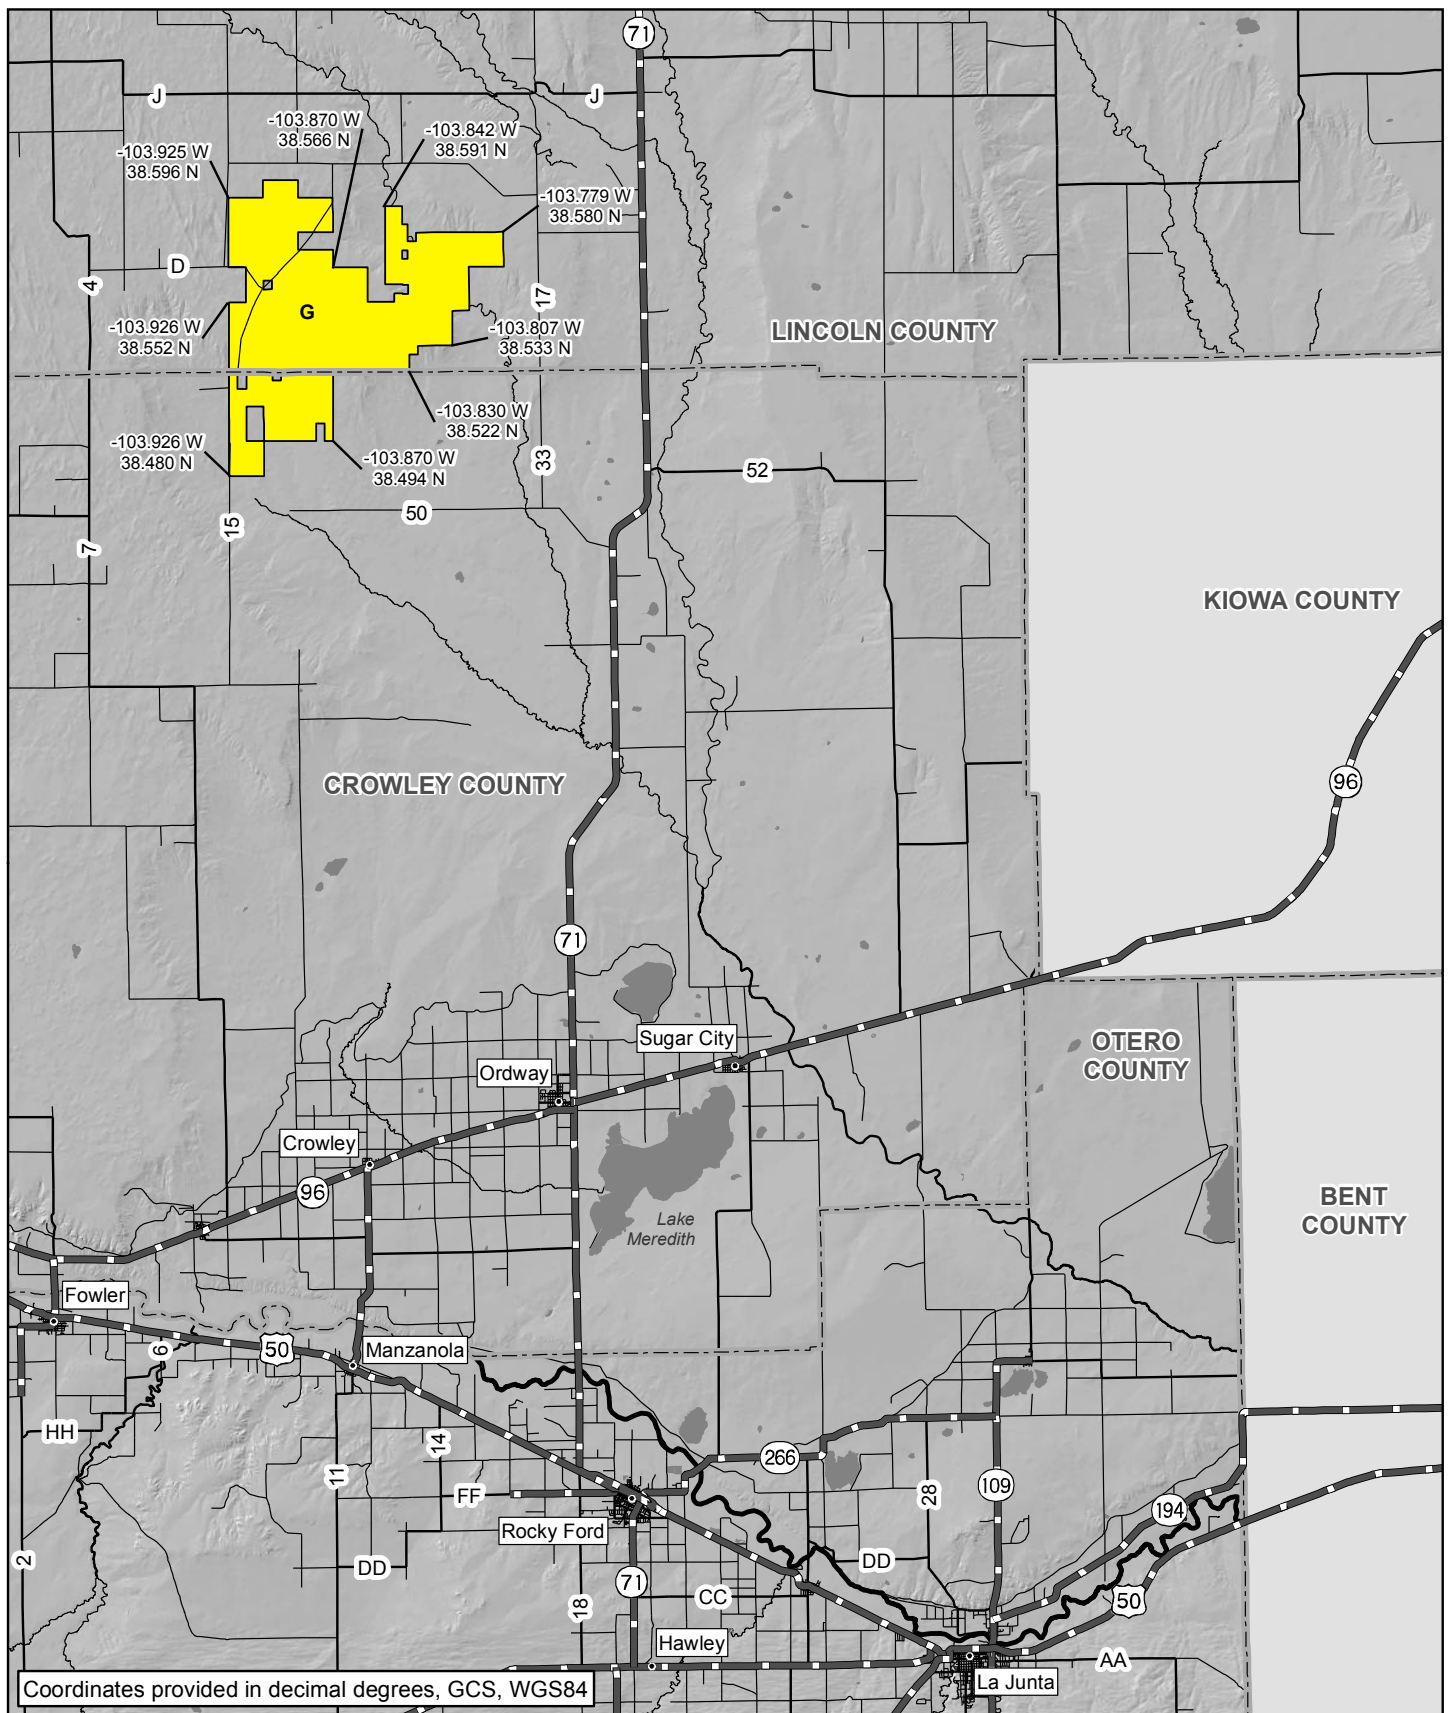 71
J
J
-103.870 W
38.566 N
-103.842 W
38.591 N
-103.925 W
38.596 N
-103.779 W
38.580 N
D
4
17
G
-103.926 W
38.552 N
-103.807 W
38.533 N
LINCOLN COUNTY
-103.830 W
38.522 N
-103.926 W
38.480 N
-103.870 W
38.494 N
33
52
50
15
7
KIOWA COUNTY
CROWLEY COUNTY
96
71
Sugar City
OTERO
COUNTY
Ordway
Crowley
96
BENT
COUNTY
Lake
Meredith
Fowler
6
50
Manzanola
HH
14
11
266
FF
28
109
194
Rocky Ford
2
DD
DD
71
CC
18
50
Hawley
AA
La Junta
Coordinates provided in decimal degrees, GCS, WGS84